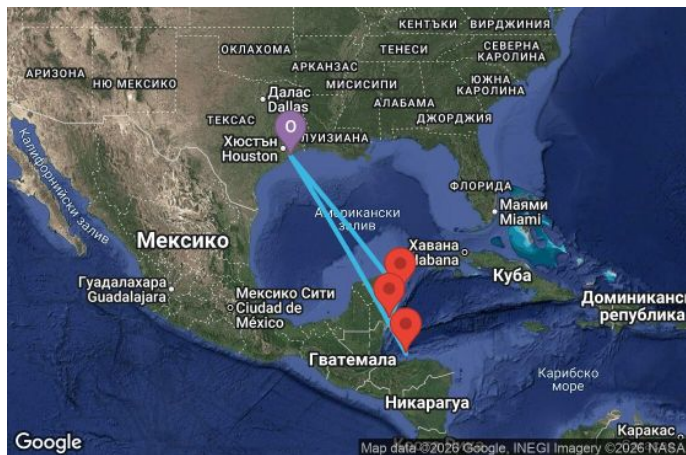 КЕНТЪКИ
ВИРДЖИНИЯ
ОКЛАХОМА
ТЕНЕСИ
СЕВЕРНА
КАРОЛИНА
АРИЗОНА
НЮ МЕКСИКО
АРКАНЗАС
МИСИСИПИ
ЮЖНА
КАРОЛИНА
Далас
Dallas
АЛАБАМА
ТЕКСАС
ДЖОРДЖИЯ
O
ЛУИЗИАНА
Хюстън
Houston
Калифорнийски залив
ФЛОРИДА
Маями
Miami
Американски
залив
Мексико
Хавана
Habana
Куба
Гуадалахара
Guadalajara
Мексико Сити
Ciudad de
México
Доминиканс
република
Гватемала
Карибско
море
Никарагуа
Каракас
Google
Map data ©2026 Google, INEGI Imagery ©2026 NASA